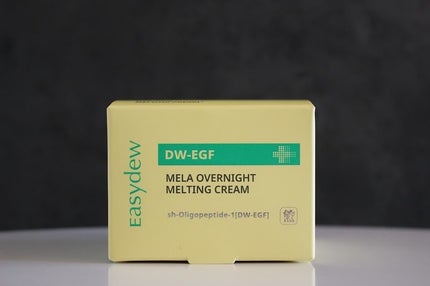 Easydew
DW-EGF
MELA OVERNIGHT
MELTING CREAM
sh-Oligopeptide-1[DW-EGF]